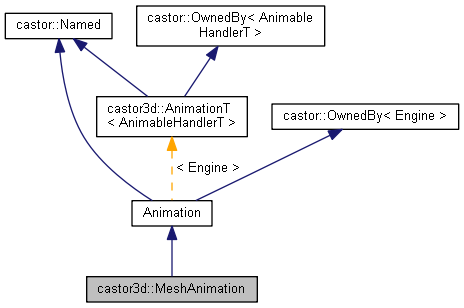 castor::Named
castor::OwnedBy< Animable
HandlerT >
castor3d::AnimationT
< AnimableHandlerT >
castor::OwnedBy< Engine >
< Engine >
Animation
castor3d::MeshAnimation